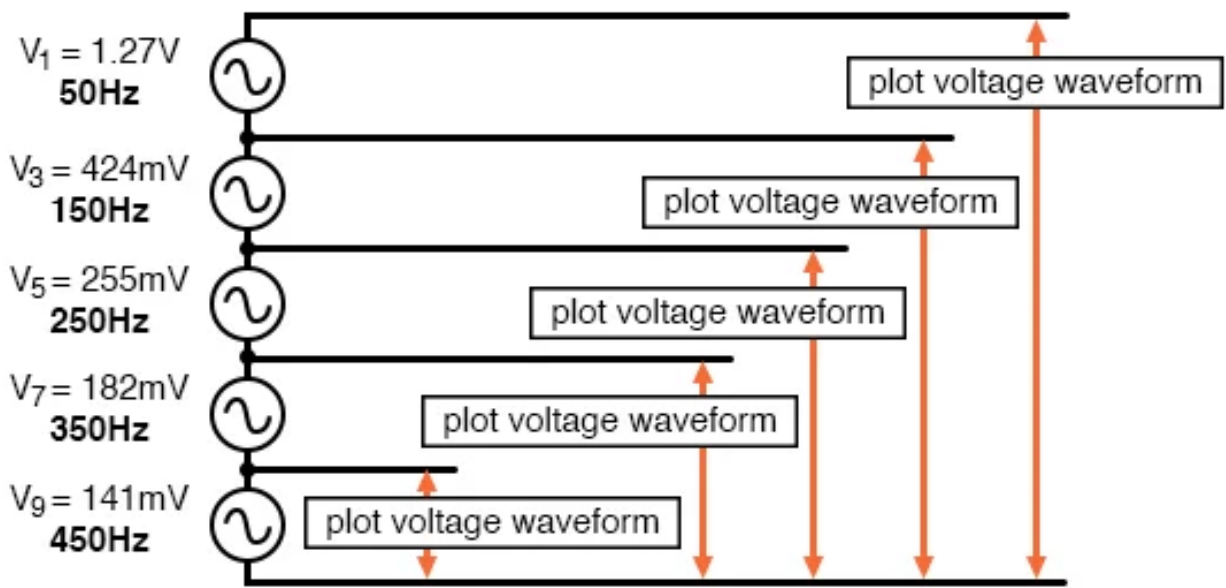 V1 = 1.27V
50Hz
plot voltage waveform
V3 = 424mV
150Hz
plot voltage waveform
V5 = 255mV
250Hz
plot voltage waveform
V7 = 182mV
350Hz
plot voltage waveform
V9 = 141mV
450Hz
plot voltage waveform